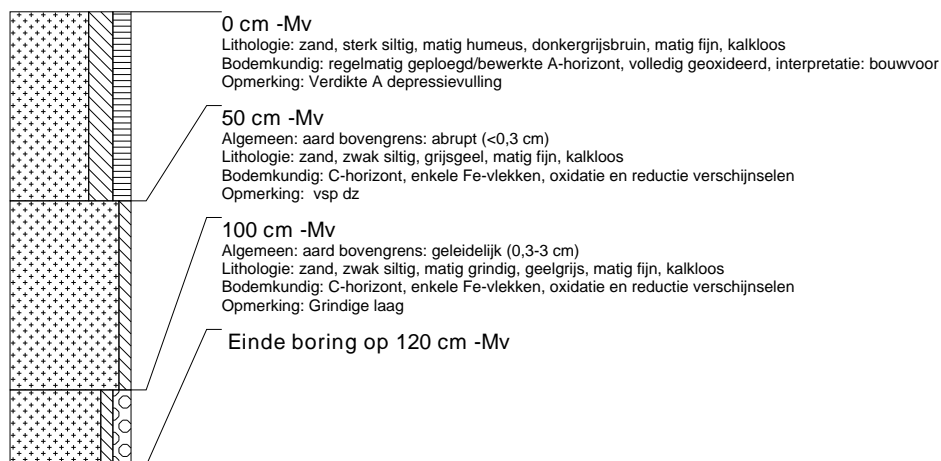 0 cm -Mv
Lithologie: zand, sterk siltig, matig humeus, donkergrijsbruin, matig fijn, kalkloos
Bodemkundig: regelmatig geploegd/bewerkte A-horizont, volledig geoxideerd, interpretatie: bouwvoor
Opmerking: Verdikte A depressievulling
50 cm -Mv
Algemeen: aard bovengrens: abrupt (<0,3 cm)
Lithologie: zand, zwak siltig, grijsgeel, matig fijn, kalkloos
Bodemkundig: C-horizont, enkele Fe-vlekken, oxidatie en reductie verschijnselen
Opmerking: vsp dz
100 cm -Mv
Algemeen: aard bovengrens: geleidelijk (0,3-3 cm)
Lithologie: zand, zwak siltig, matig grindig, geelgrijs, matig fijn, kalkloos
Bodemkundig: C-horizont, enkele Fe-vlekken, oxidatie en reductie verschijnselen
Opmerking: Grindige laag
Einde boring op 120 cm -Mv